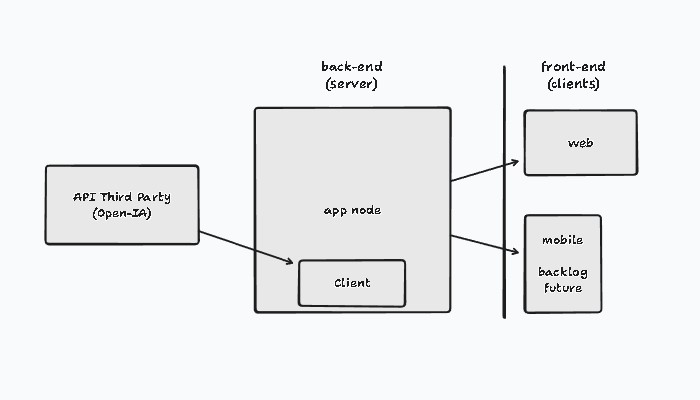 back-end
(server)
front-end
(clients)
web
API Third Party
(Open-IA)
app node
mobile
backlog
future
Client